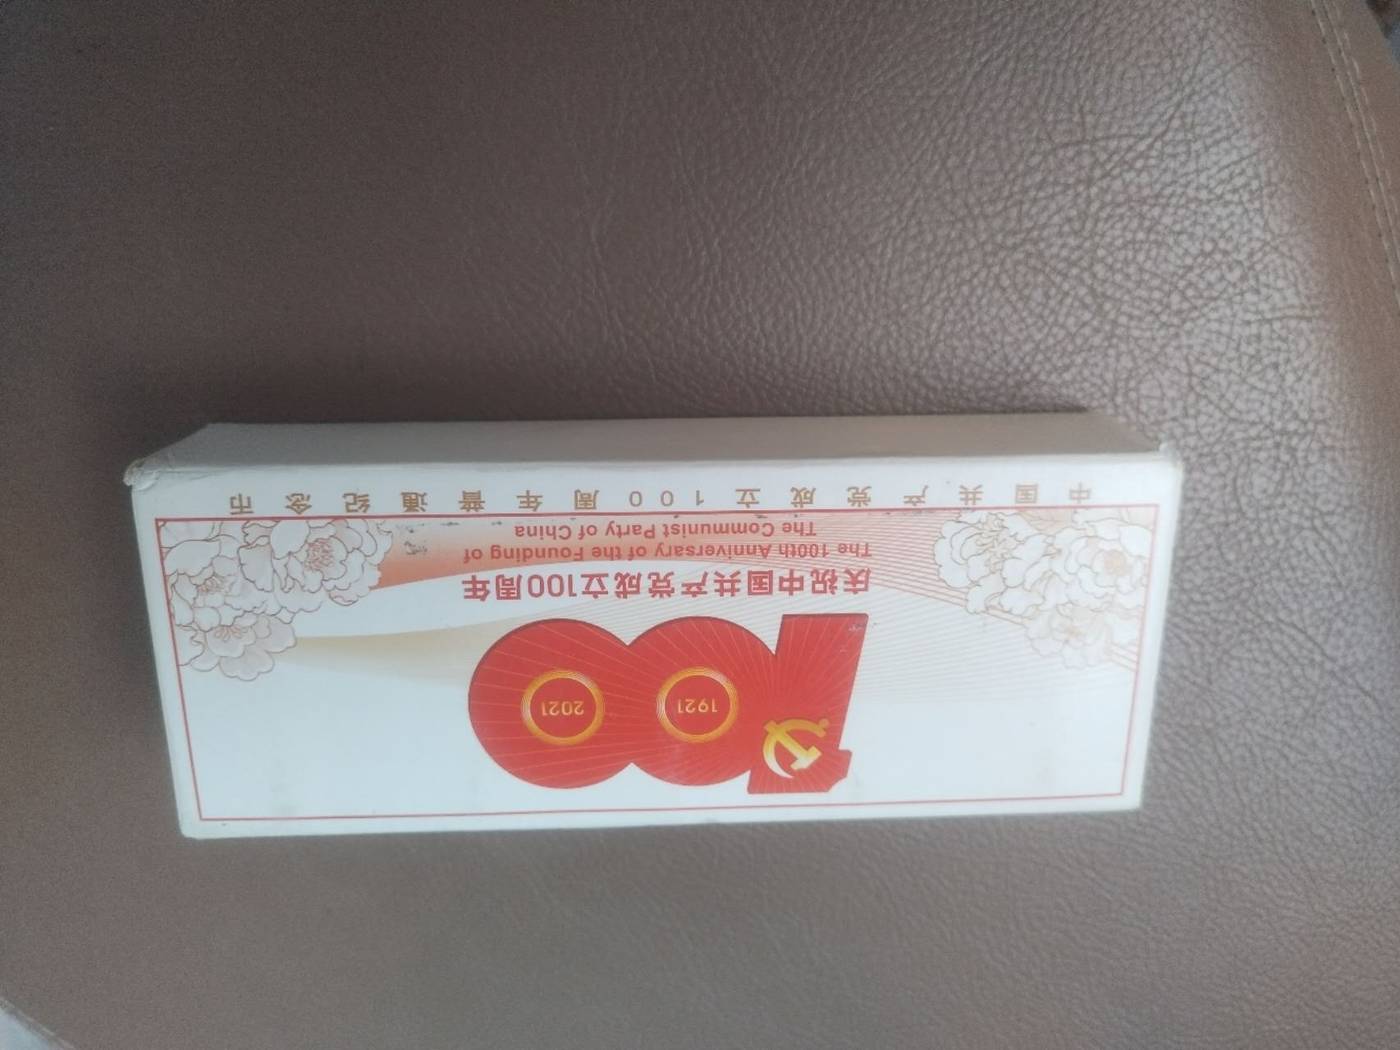 1921
2021
庆祝中国共产党成立100周年
The 100th Anniversary of the Founding of
The Communist Party of China
中国共产党成立100周年普通纪念币